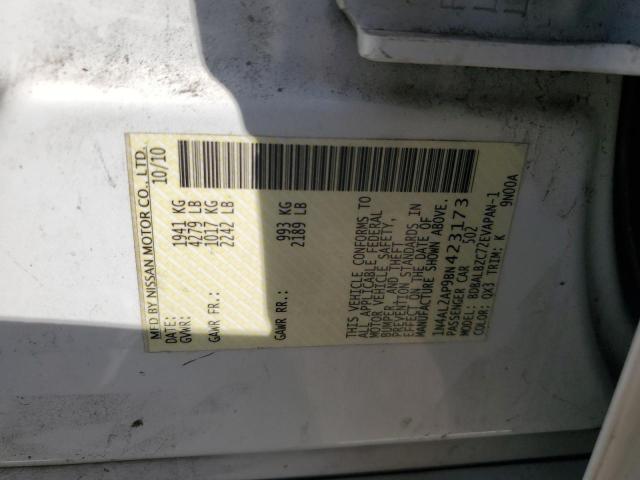 MFD BY NISSAN MOTOR CO., LTD.
DATE: 10/10
GVWR: 1941 KG
4279 LB
GAWR FR.: 1017 KG
2242 LB
GAWR RR.: 993 KG
2189 LB
THIS VEHICLE CONFORMS TO
ALL APPLICABLE FEDERAL
MOTOR VEHICLE SAFETY,
BUMPER, AND THEFT
PREVENTION STANDARDS IN
EFFECT ON THE DATE OF
MANUFACTURE SHOWN ABOVE.
1N4AL2AP9BN423173
PASSENGER CAR 502
MODEL: BDBALBZC72EVAPAN-1
COLOR: QX3 TRIM: K 9N00A